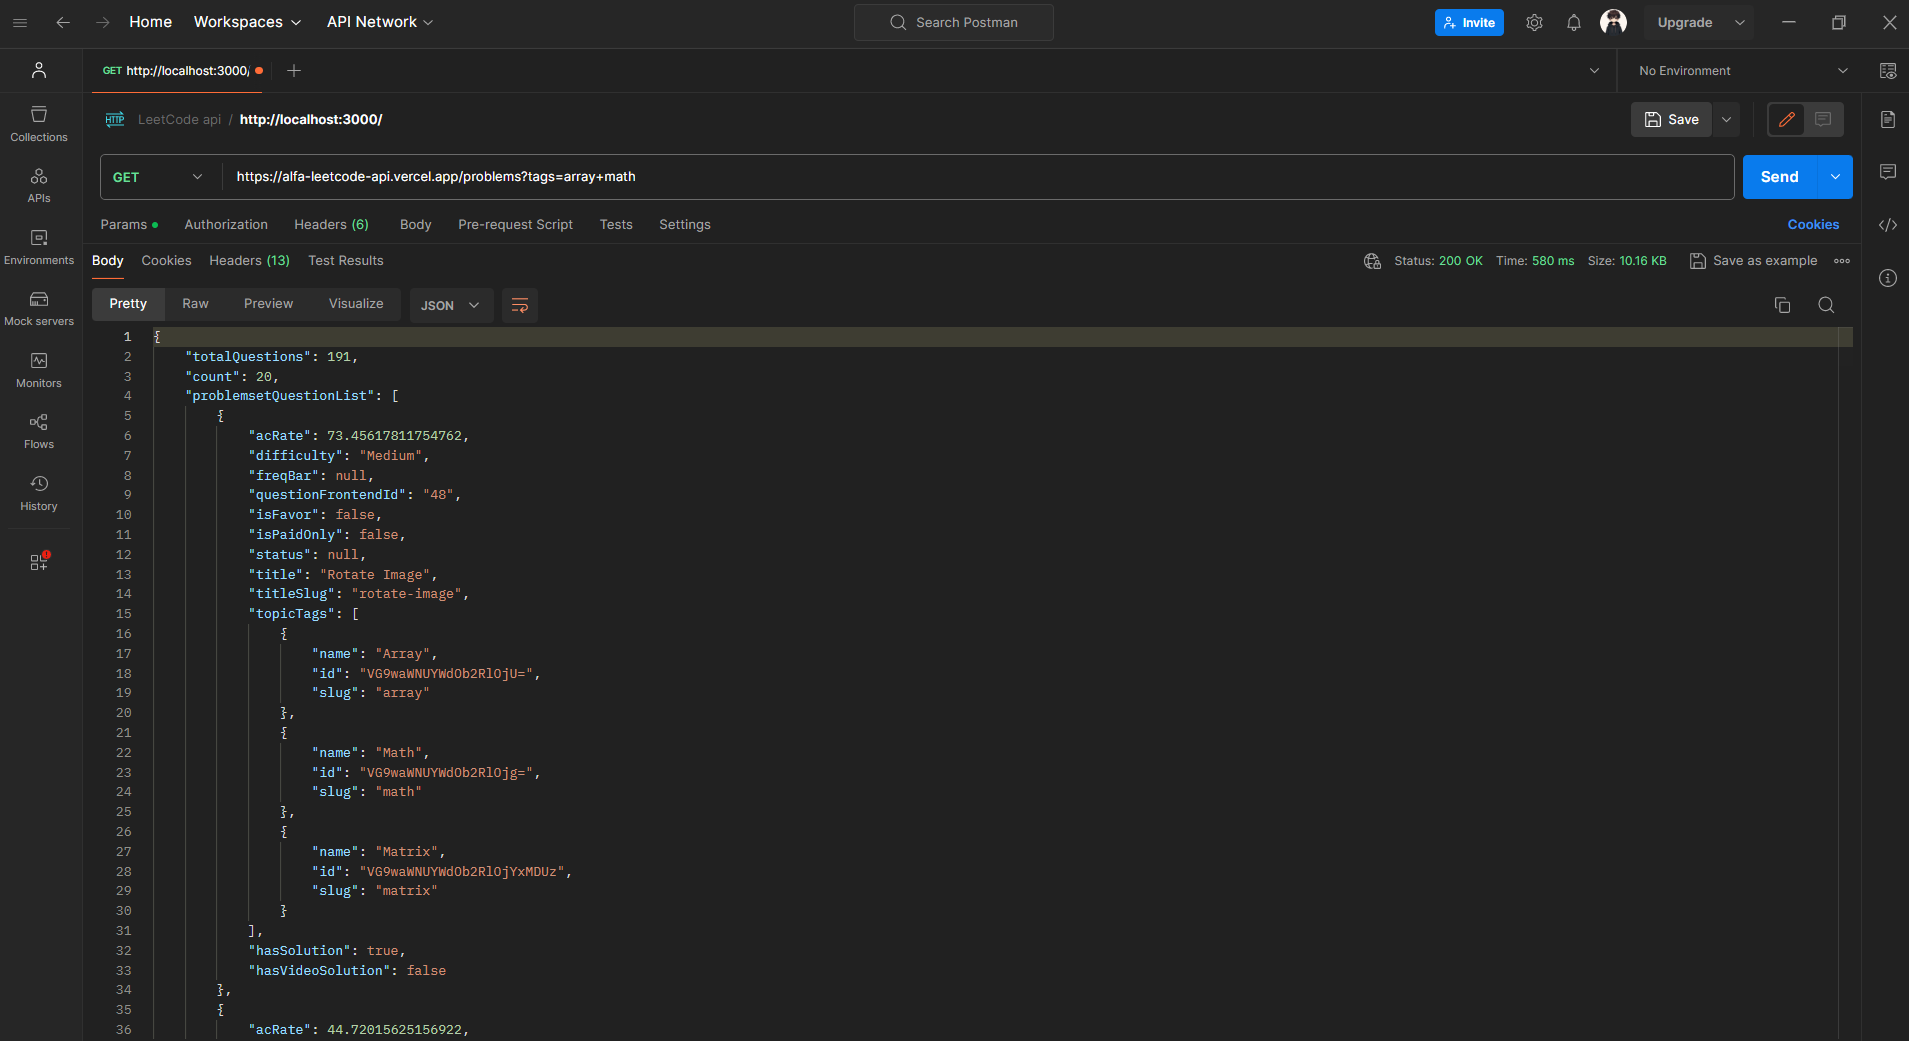 Home Workspaces API Network Search Postman Invite Upgrade
GET http://localhost:3000/ No Environment
HTTP LeetCode api / http://localhost:3000/ Save
Collections
APIs
Environments
Mock servers
Monitors
Flows
History
GET https://alfa-leetcode-api.vercel.app/problems?tags=array+math Send
Params Authorization Headers (6) Body Pre-request Script Tests Settings Cookies
Body Cookies Headers (13) Test Results Status: 200 OK Time: 580 ms Size: 10.16 KB Save as example
Pretty Raw Preview Visualize JSON
1 {
2 "totalQuestions": 191,
3 "count": 20,
4 "problemsetQuestionList": [
5 {
6 "acRate": 73.45617811754762,
7 "difficulty": "Medium",
8 "freqBar": null,
9 "questionFrontendId": "48",
10 "isFavor": false,
11 "isPaidOnly": false,
12 "status": null,
13 "title": "Rotate Image",
14 "titleSlug": "rotate-image",
15 "topicTags": [
16 {
17 "name": "Array",
18 "id": "VG9waWNUYWdOb2RlOjU=",
19 "slug": "array"
20 },
21 {
22 "name": "Math",
23 "id": "VG9waWNUYWdOb2RlOjg=",
24 "slug": "math"
25 },
26 {
27 "name": "Matrix",
28 "id": "VG9waWNUYWdOb2RlOjYxMDUz",
29 "slug": "matrix"
30 }
31 ],
32 "hasSolution": true,
33 "hasVideoSolution": false
34 },
35 {
36 "acRate": 44.72015625156922,